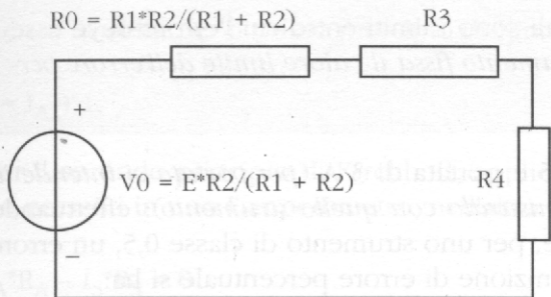 R0 = R1*R2/(R1 + R2)
R3
+
V0 = E*R2/(R1 + R2)
R4
−